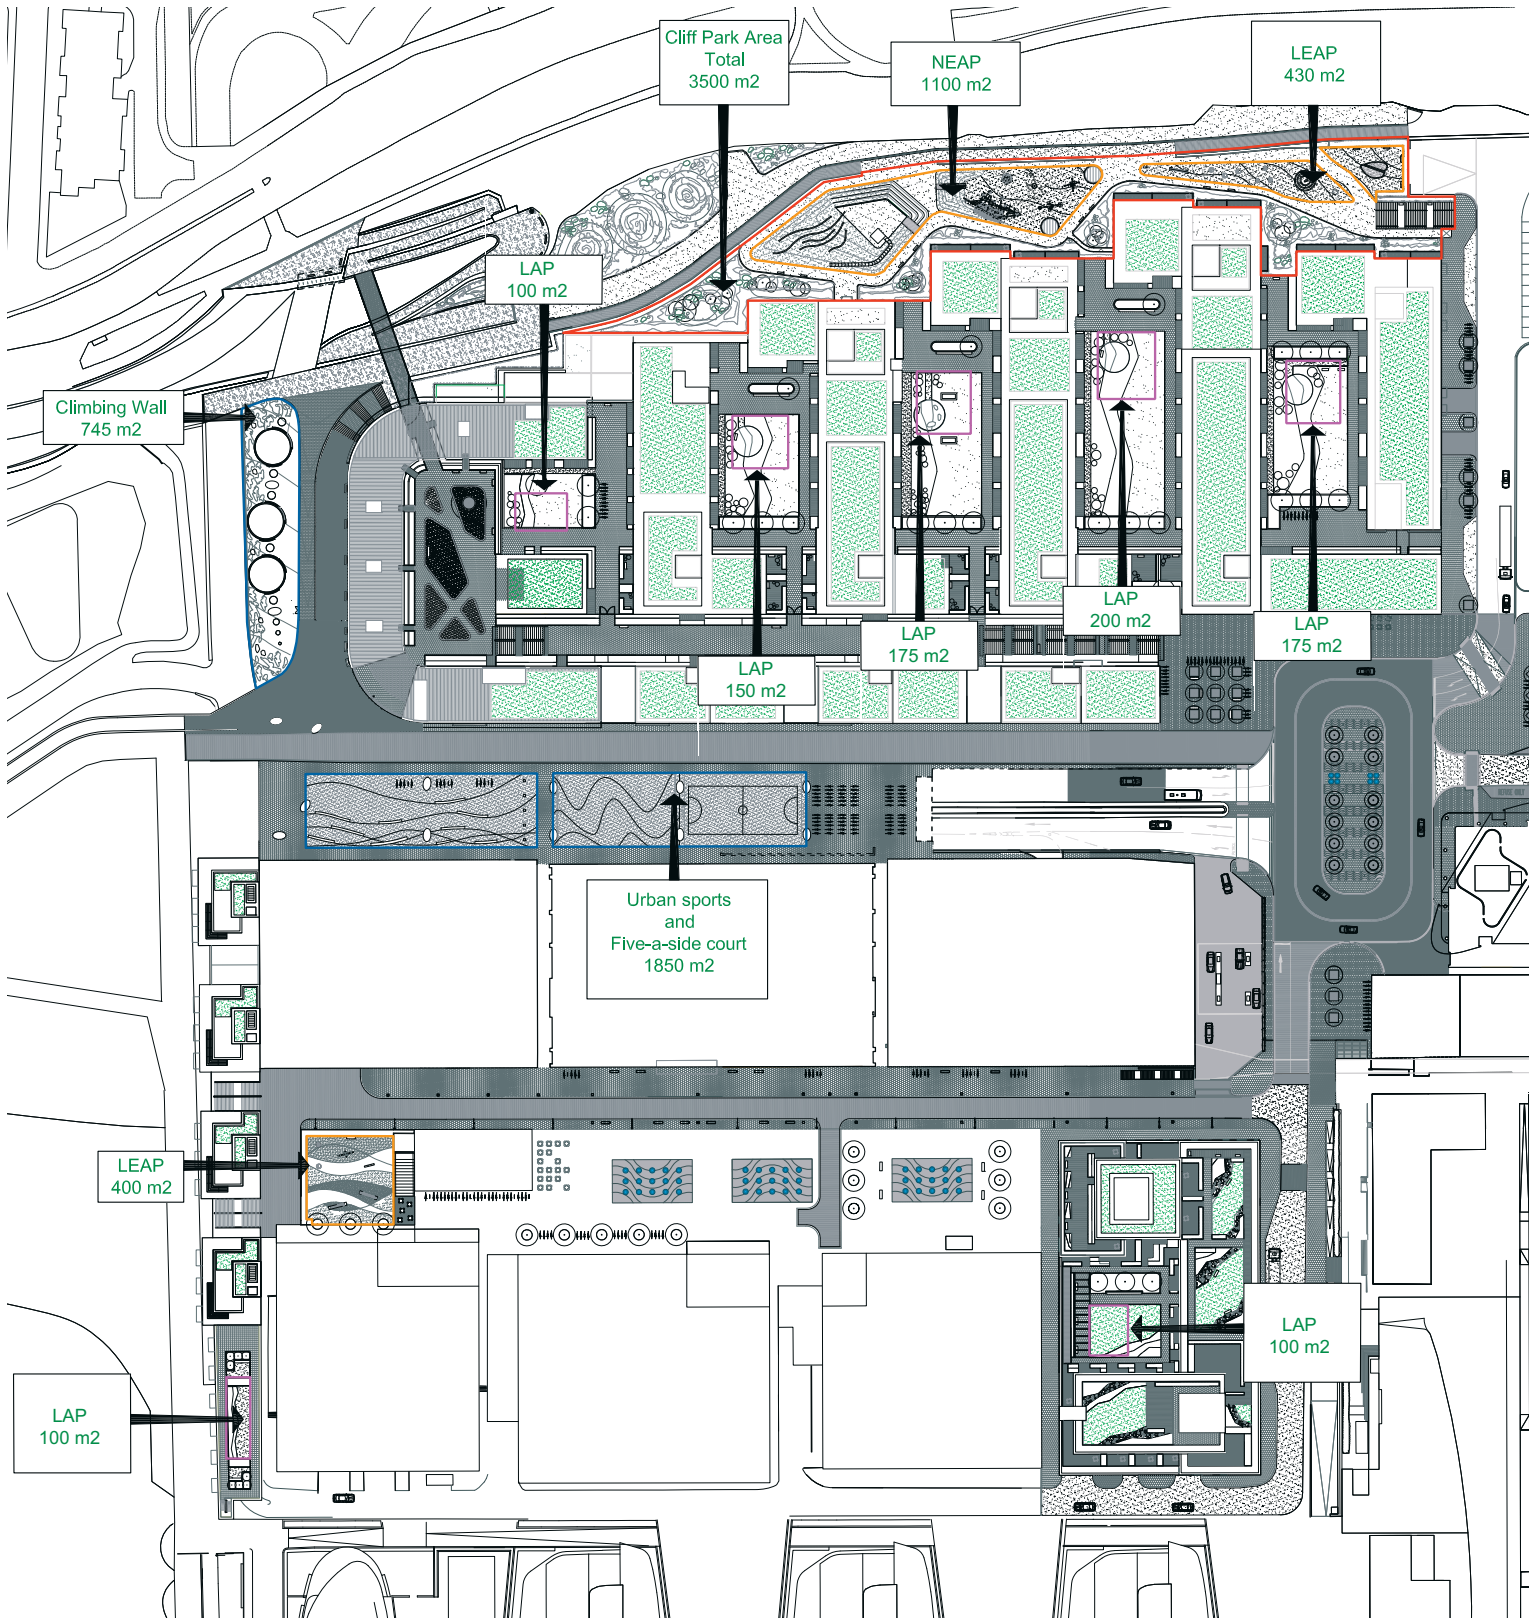 Cliff Park Area
Total
3500 m2
NEAP
1100 m2
LEAP
430 m2
LAP
100 m2
Climbing Wall
745 m2
LAP
150 m2
LAP
175 m2
LAP
200 m2
LAP
175 m2
Urban sports
and
Five-a-side court
1850 m2
LEAP
400 m2
LAP
100 m2
LAP
100 m2